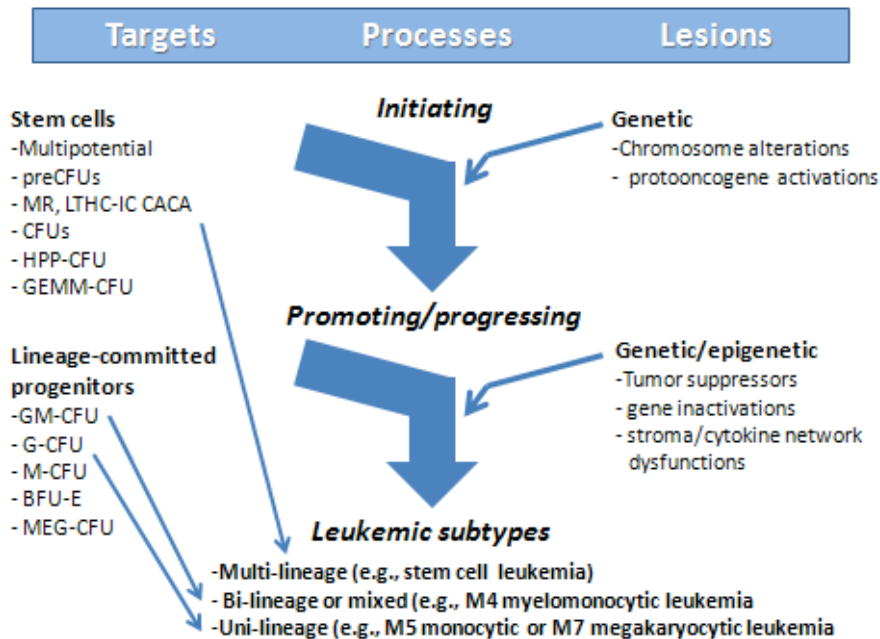 Targets Processes Lesions
Initiating
Stem cells
-Multipotential
- preCFUs
- MR, LTHC-IC CACA
- CFUs
- HPP-CFU
- GEMM-CFU
Genetic
-Chromosome alterations
- protooncogene activations
Promoting/progressing
Lineage-committed
progenitors
-GM-CFU
- G-CFU
- M-CFU
- BFU-E
- MEG-CFU
Genetic/epigenetic
-Tumor suppressors
- gene inactivations
- stroma/cytokine network
dysfunctions
Leukemic subtypes
-Multi-lineage (e.g., stem cell leukemia)
- Bi-lineage or mixed (e.g., M4 myelomonocytic leukemia
-Uni-lineage (e.g., M5 monocytic or M7 megakaryocytic leukemia